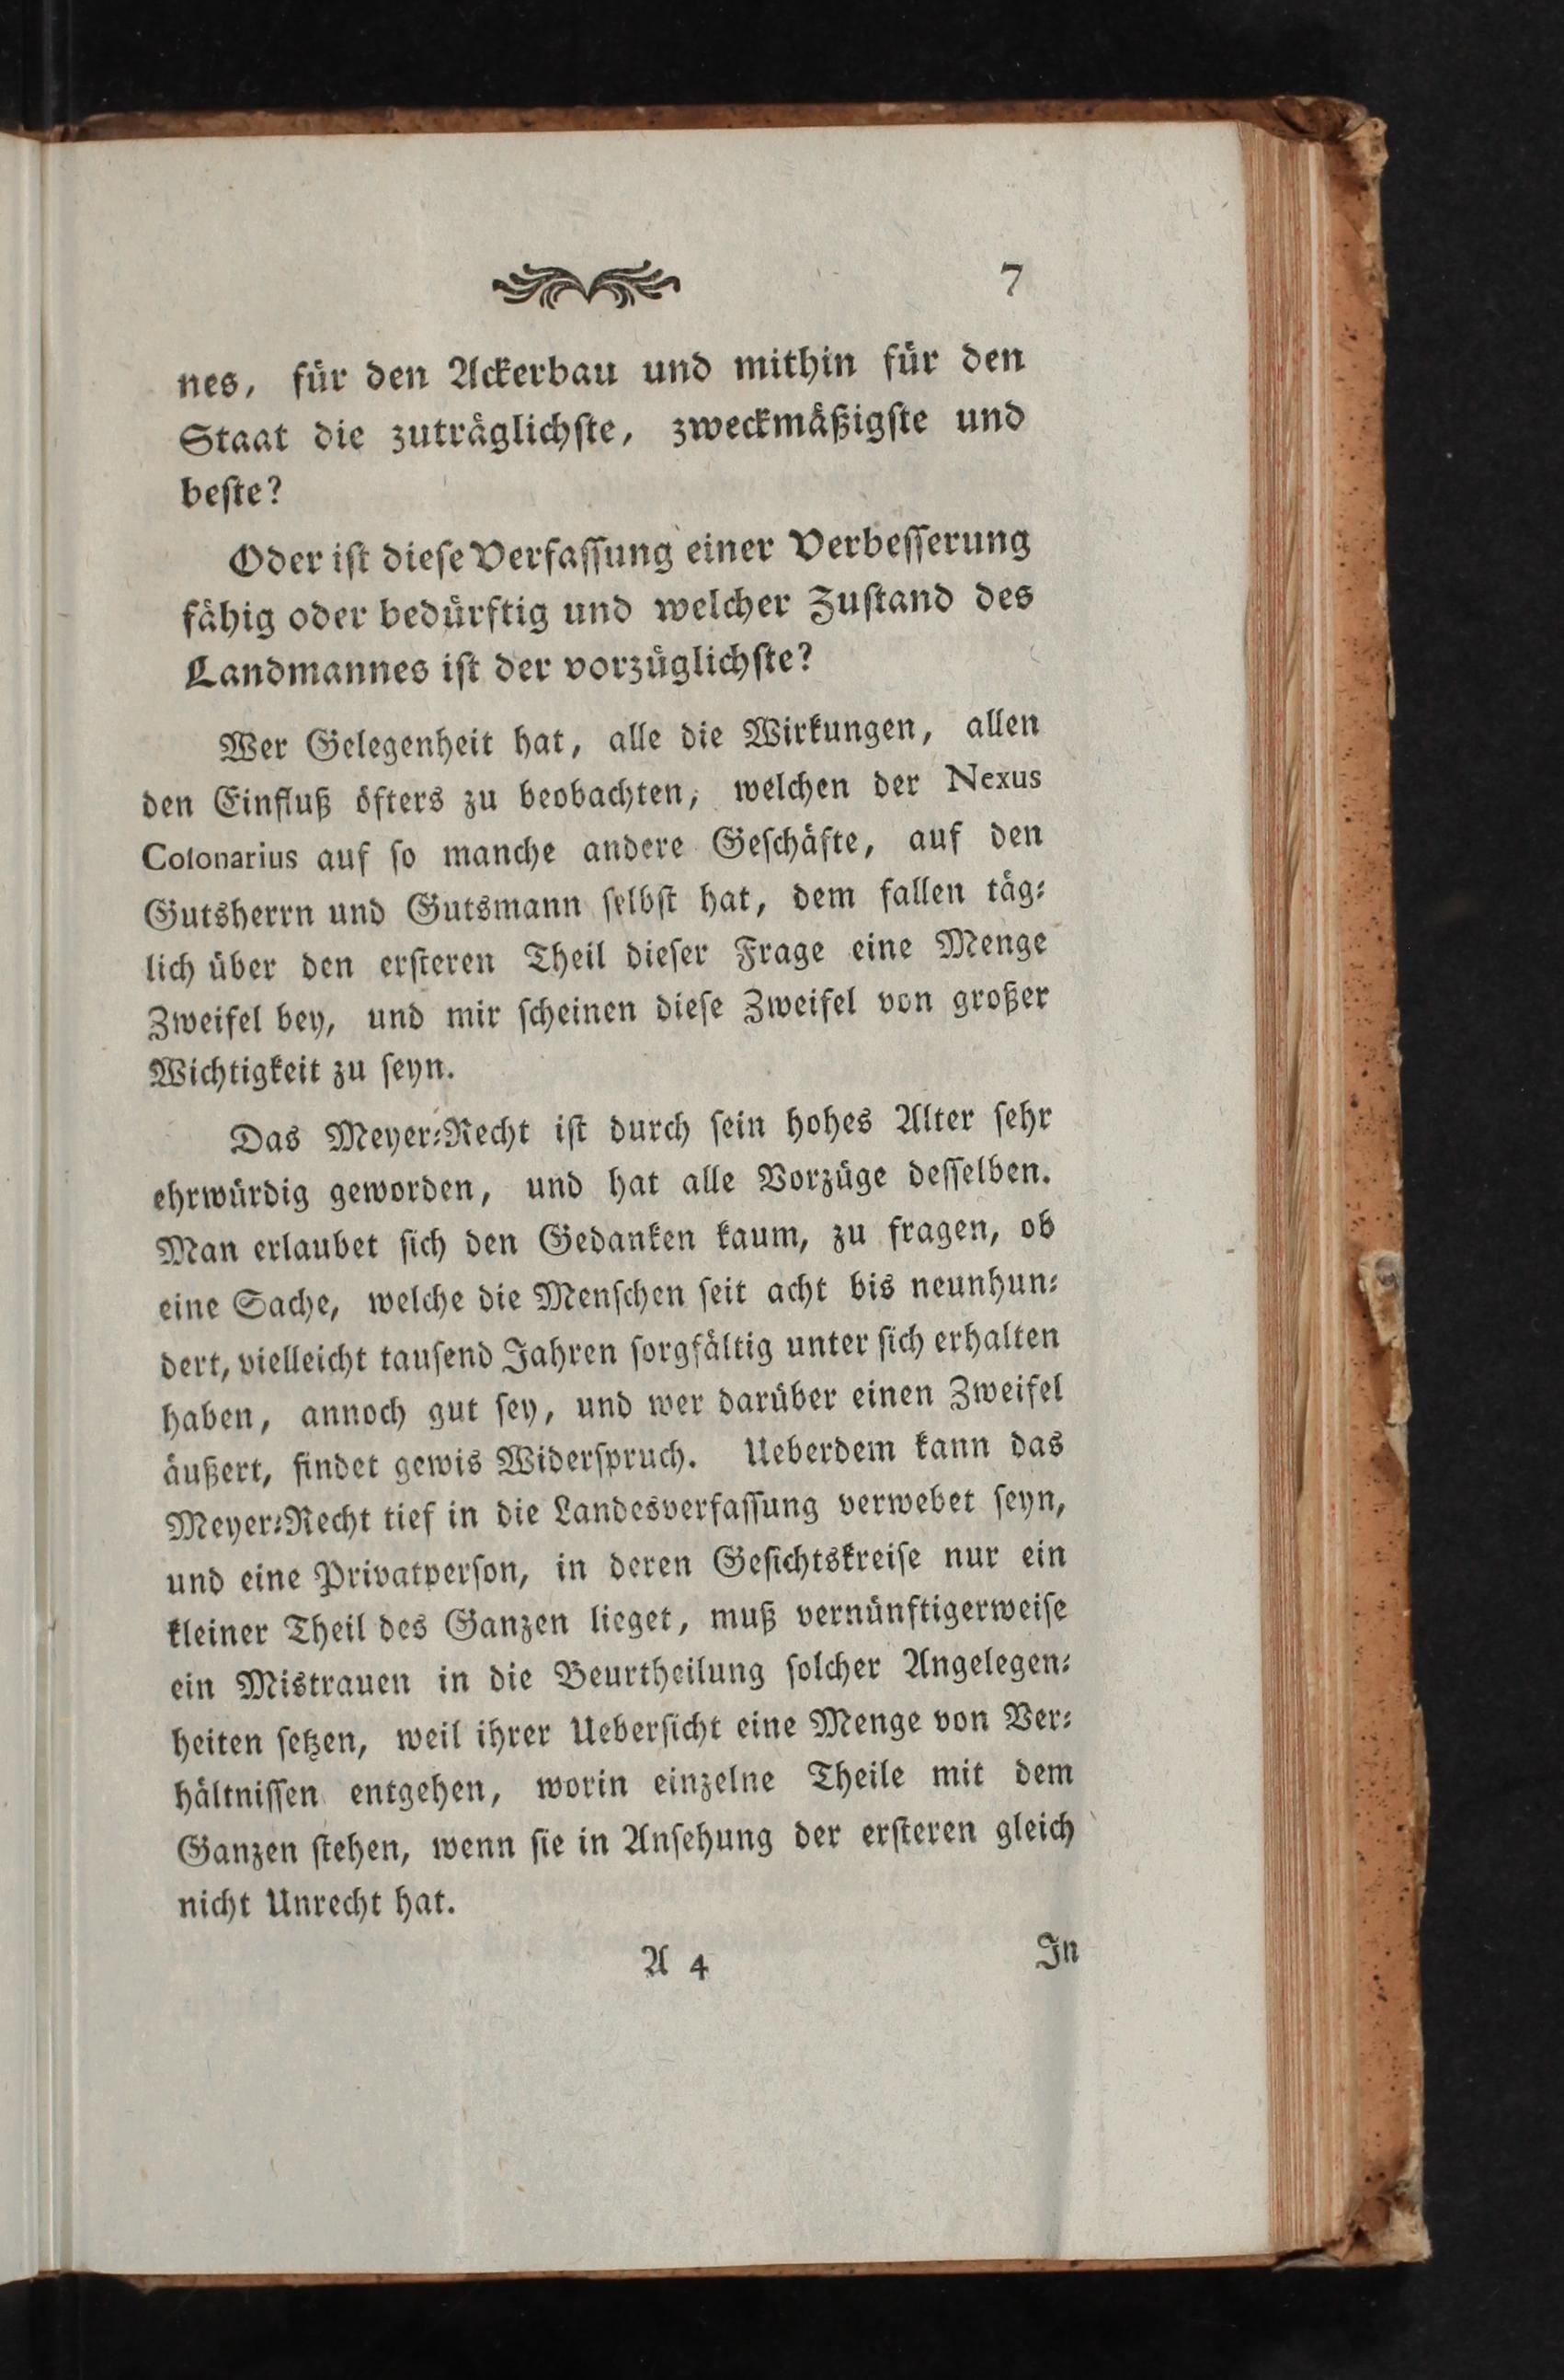 7
nes, für den Ackerbau und mithin für den
Staat die zuträglichſte, zweckmäßigſte und
beſte?
Oder iſt dieſe Verfaſſung einer Verbeſſerung
fähig oder bedürftig und welcher Zuſtand des
Landmannes iſt der vorzüglichſte?
Wer Gelegenheit hat, alle die Wirkungen, allen
den Einfluß öfters zu beobachten, welchen der Nexus
Colonarius auf ſo manche andere Geſchäfte, auf den
Gutsherrn und Gutsmann ſelbſt hat, dem fallen täg⸗
lich über den erſteren Theil dieſer Frage eine Menge
Zweifel bey, und mir ſcheinen dieſe Zweifel von großer
Wichtigkeit zu ſeyn.
Das Meyer⸗Recht iſt durch ſein hohes Alter ſehr
ehrwürdig geworden, und hat alle Vorzüge deſſelben.
Man erlaubet ſich den Gedanken kaum, zu fragen, ob
eine Sache, welche die Menſchen ſeit acht bis neunhun⸗
dert, vielleicht tauſend Jahren ſorgfältig unter ſich erhalten
haben, annoch gut ſey, und wer darüber einen Zweifel
äußert, findet gewis Widerſpruch. Ueberdem kann das
Meyer⸗Recht tief in die Landesverfaſſung verwebet ſeyn,
und eine Privatperſon, in deren Geſichtskreiſe nur ein
kleiner Theil des Ganzen lieget, muß vernünftigerweiſe
ein Mistrauen in die Beurtheilung ſolcher Angelegen⸗
heiten ſetzen, weil ihrer Ueberſicht eine Menge von Ver⸗
hältniſſen entgehen, worin einzelne Theile mit dem
Ganzen ſtehen, wenn ſie in Anſehung der erſteren gleich
nicht Unrecht hat.
A 4
In